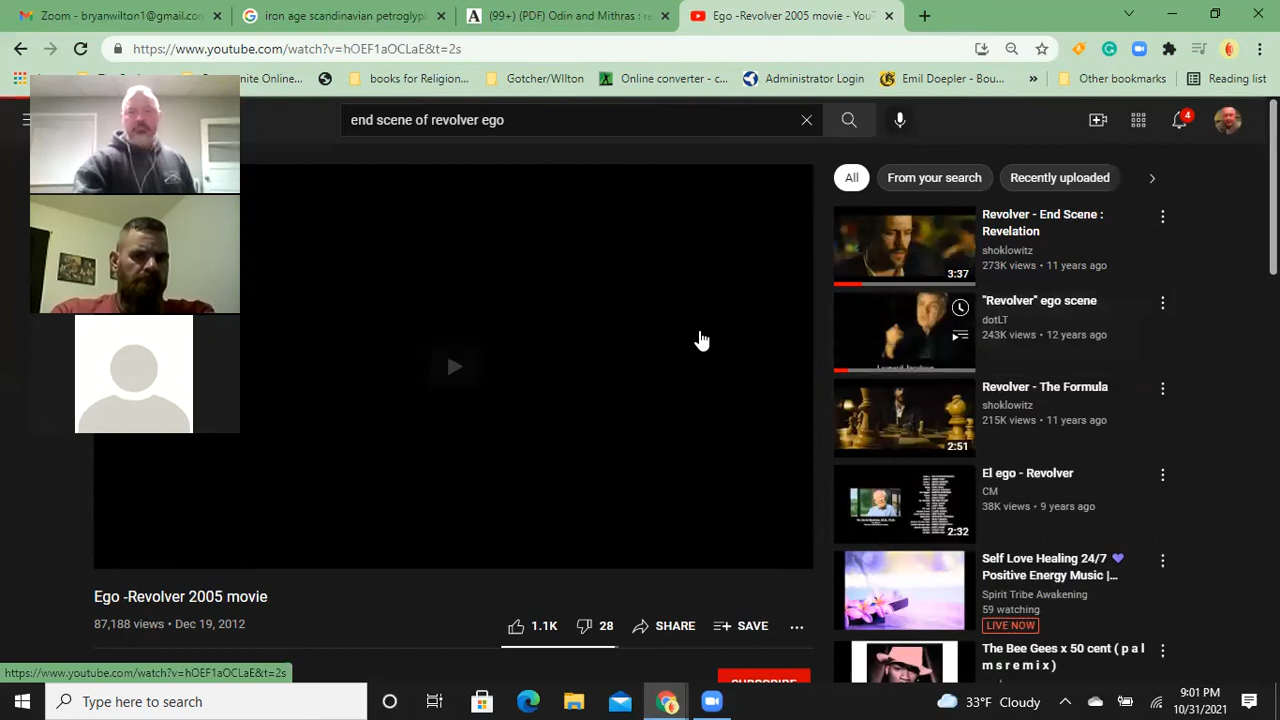 Zoom - bryanwilton1@gmail.con
iron age scandinavian petroglypl
(99+) (PDF) Odin and Mithras : re
Ego -Revolver 2005 movie - You
https://www.youtube.com/watch?v=hOEF1aOCLaE&t=2s
nite Online...
books for Religion...
Gotcher/WIlton
Online converter - c...
Administrator Login
Emil Doepler - Bou...
»
Other bookmarks
Reading list
end scene of revolver ego
4
All
From your search
Recently uploaded
Revolver - End Scene :
Revelation
shoklowitz
273K views • 11 years ago
3:37
"Revolver" ego scene
dotLT
243K views • 12 years ago
Revolver - The Formula
shoklowitz
215K views • 11 years ago
2:51
El ego - Revolver
CM
38K views • 9 years ago
2:32
Self Love Healing 24/7 💜
Positive Energy Music |...
Spirit Tribe Awakening
59 watching
LIVE NOW
The Bee Gees x 50 cent ( p a l
m s r e m i x )
Ego -Revolver 2005 movie
87,188 views • Dec 19, 2012
1.1K
28
SHARE
SAVE
SUBSCRIBE
https://www.youtube.com/watch?v=hOEF1aOCLaE&t=2s
Type here to search
33°F Cloudy
9:01 PM
10/31/2021